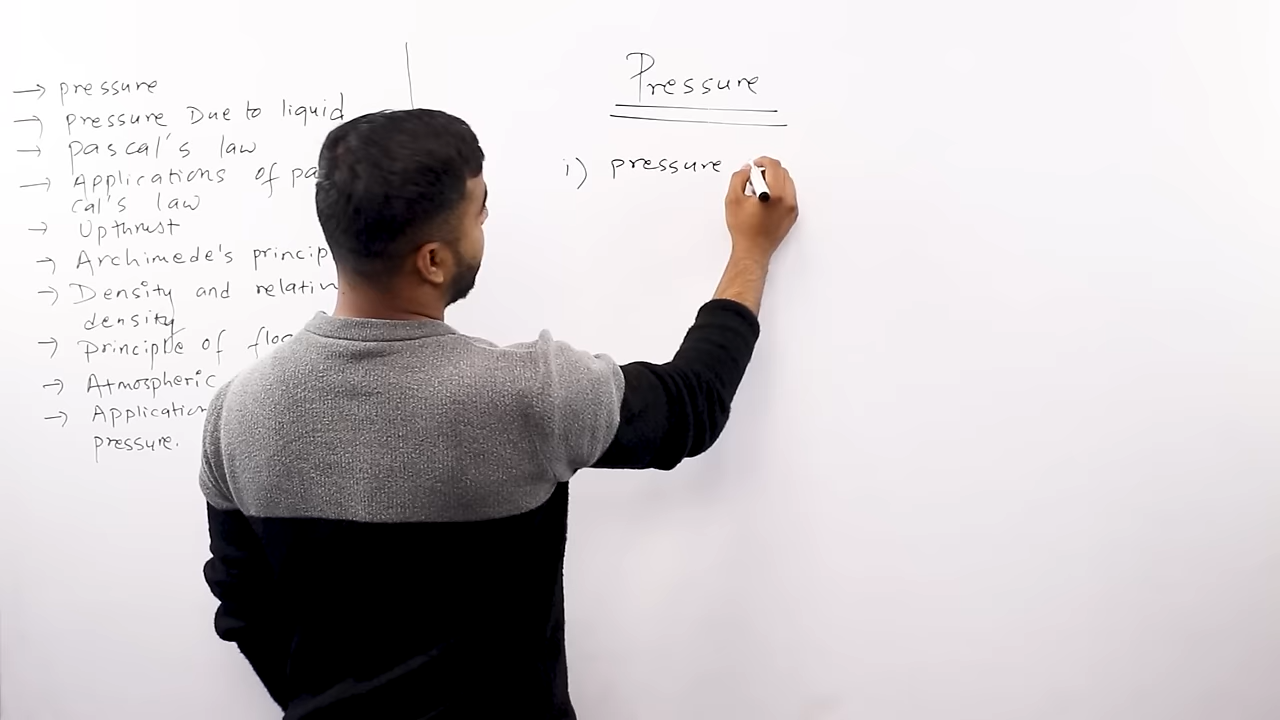 → pressure
→ pressure Due to liquid
→ pascal's law
→ Applications of pa
cal's law
→ Upthrust
→ Archimede's princip
→ Density and relativ
density
→ principle of floa
→ Atmospheric
→ Application
pressure.
Pressure
i) pressure